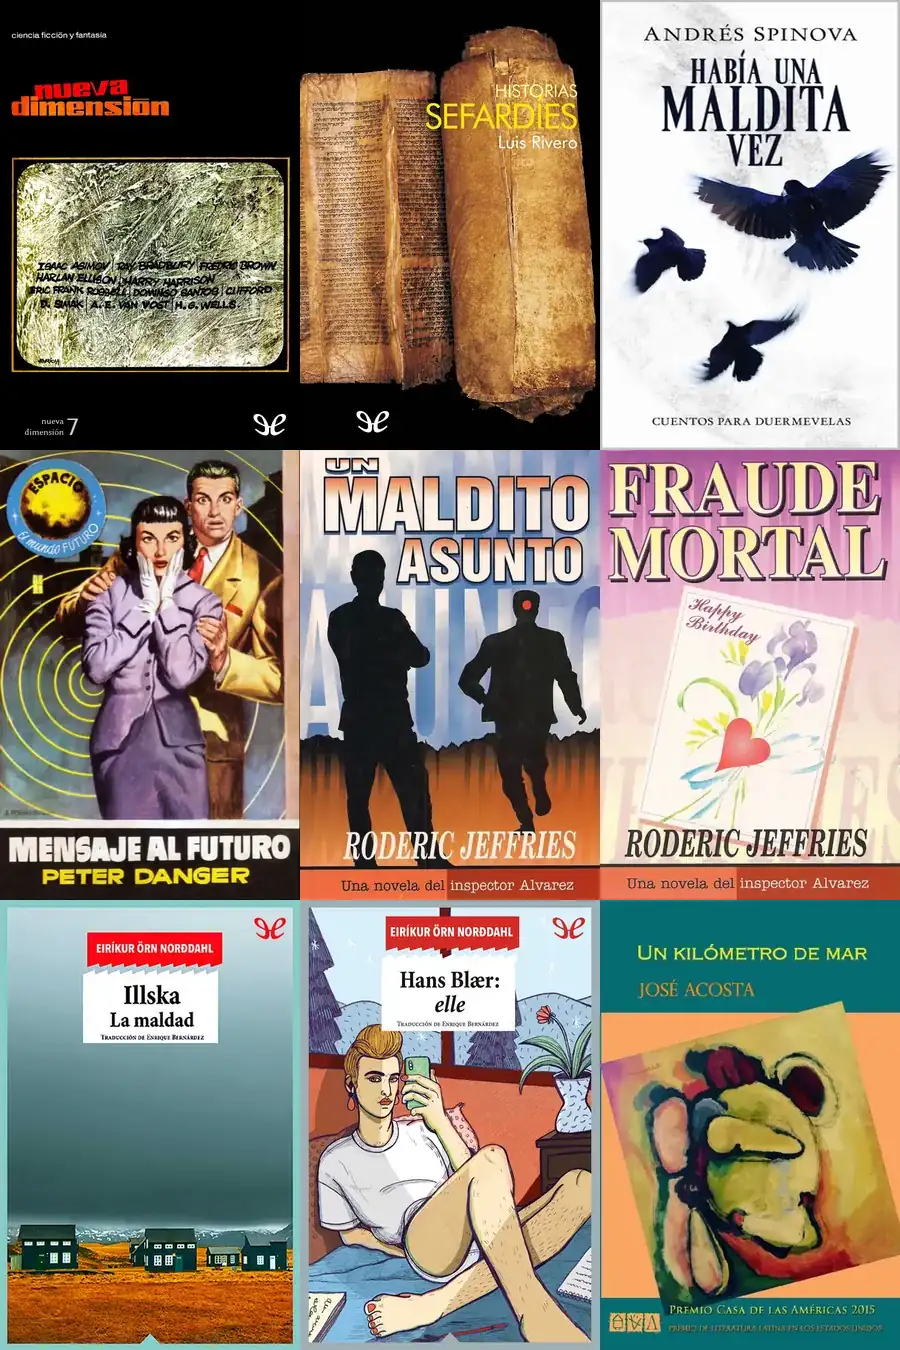 ciencia ficción y fantasía
nueva
dimensión
ISAAC ASIMOV RAY BRADBURY FREDRIC BROWN
HARLAN ELLISON HARRY HARRISON
ERIC FRANK RUSSELL DOMINGO SANTOS CLIFFORD
D. SIMAK A. E. VAN VOGT H. G. WELLS
nueva
dimensión 7
HISTORIAS
SEFARDÍES
Luis Rivero
ANDRÉS SPINOVA
HABÍA UNA
MALDITA
VEZ
CUENTOS PARA DUERMEVELAS
ESPACIO
El mundo FUTURO
MENSAJE AL FUTURO
PETER DANGER
UN
MALDITO
ASUNTO
RODERIC JEFFRIES
Una novela del inspector Alvarez
FRAUDE
MORTAL
Happy
Birthday
RODERIC JEFFRIES
Una novela del inspector Alvarez
EIRÍKUR ÖRN NORÐDAHL
Illska
La maldad
TRADUCCIÓN DE ENRIQUE BERNÁRDEZ
EIRÍKUR ÖRN NORÐDAHL
Hans Blær:
elle
TRADUCCIÓN DE ENRIQUE BERNÁRDEZ
UN KILÓMETRO DE MAR
JOSÉ ACOSTA
PREMIO CASA DE LAS AMÉRICAS 2015
PREMIO DE LITERATURA LATINA EN LOS ESTADOS UNIDOS